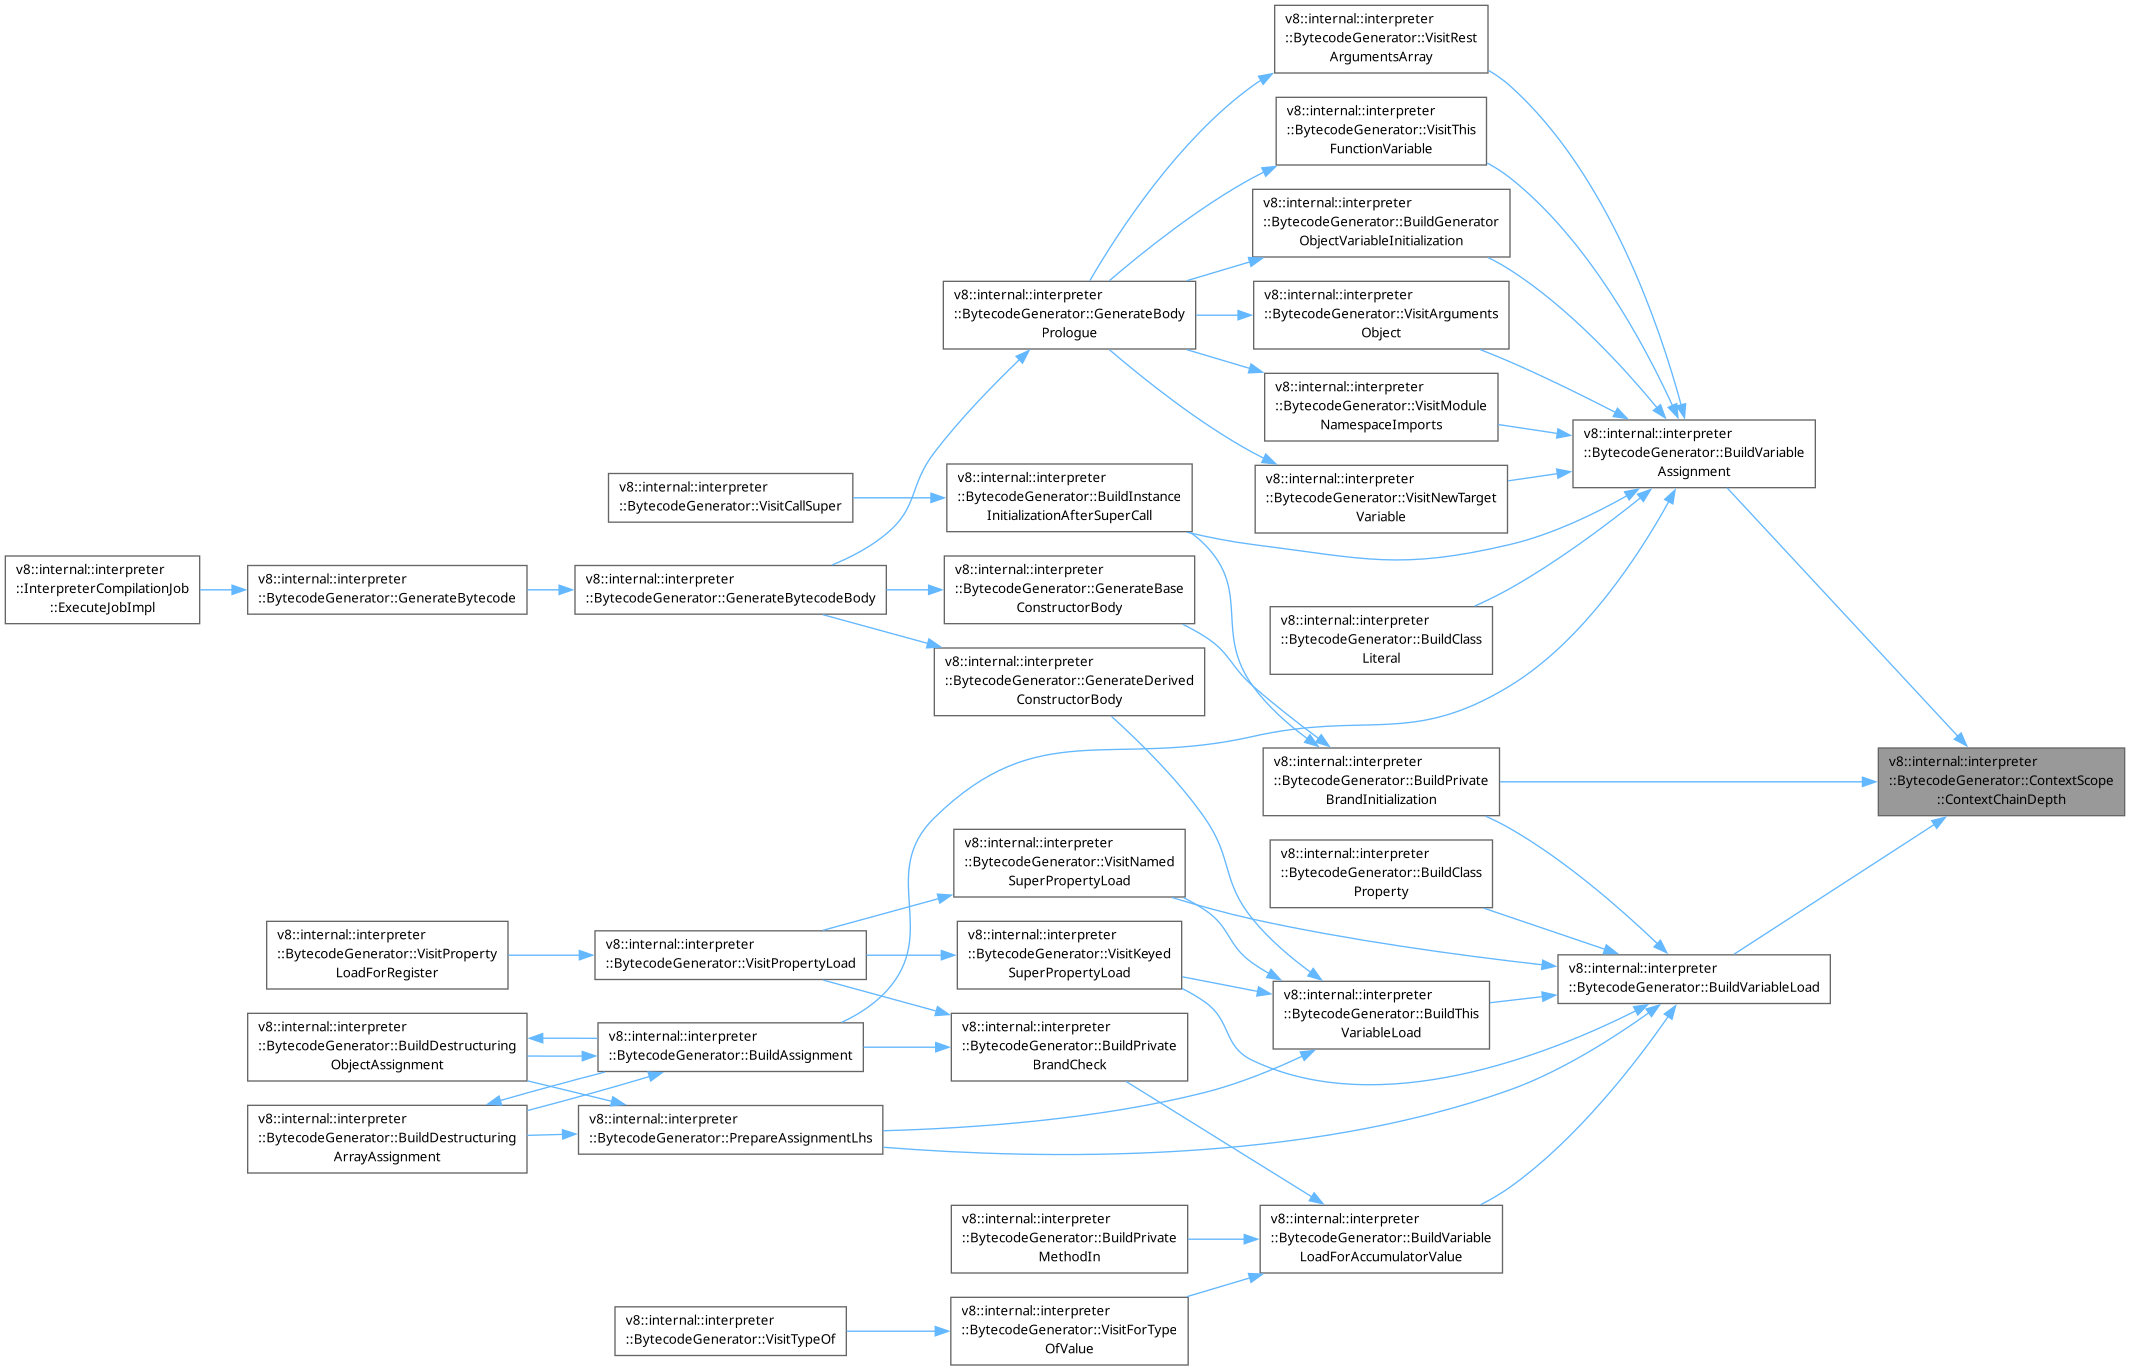 v8::internal::interpreter
::BytecodeGenerator::VisitRest
ArgumentsArray
v8::internal::interpreter
::BytecodeGenerator::VisitThis
FunctionVariable
v8::internal::interpreter
::BytecodeGenerator::BuildGenerator
ObjectVariableInitialization
v8::internal::interpreter
::BytecodeGenerator::GenerateBody
Prologue
v8::internal::interpreter
::BytecodeGenerator::VisitArguments
Object
v8::internal::interpreter
::BytecodeGenerator::VisitModule
NamespaceImports
v8::internal::interpreter
::BytecodeGenerator::BuildVariable
Assignment
v8::internal::interpreter
::BytecodeGenerator::VisitCallSuper
v8::internal::interpreter
::BytecodeGenerator::BuildInstance
InitializationAfterSuperCall
v8::internal::interpreter
::BytecodeGenerator::VisitNewTarget
Variable
v8::internal::interpreter
::InterpreterCompilationJob
::ExecuteJobImpl
v8::internal::interpreter
::BytecodeGenerator::GenerateBytecode
v8::internal::interpreter
::BytecodeGenerator::GenerateBytecodeBody
v8::internal::interpreter
::BytecodeGenerator::GenerateBase
ConstructorBody
v8::internal::interpreter
::BytecodeGenerator::BuildClass
Literal
v8::internal::interpreter
::BytecodeGenerator::GenerateDerived
ConstructorBody
v8::internal::interpreter
::BytecodeGenerator::BuildPrivate
BrandInitialization
v8::internal::interpreter
::BytecodeGenerator::ContextScope
::ContextChainDepth
v8::internal::interpreter
::BytecodeGenerator::VisitNamed
SuperPropertyLoad
v8::internal::interpreter
::BytecodeGenerator::BuildClass
Property
v8::internal::interpreter
::BytecodeGenerator::VisitProperty
LoadForRegister
v8::internal::interpreter
::BytecodeGenerator::VisitPropertyLoad
v8::internal::interpreter
::BytecodeGenerator::VisitKeyed
SuperPropertyLoad
v8::internal::interpreter
::BytecodeGenerator::BuildThis
VariableLoad
v8::internal::interpreter
::BytecodeGenerator::BuildVariableLoad
v8::internal::interpreter
::BytecodeGenerator::BuildDestructuring
ObjectAssignment
v8::internal::interpreter
::BytecodeGenerator::BuildAssignment
v8::internal::interpreter
::BytecodeGenerator::BuildPrivate
BrandCheck
v8::internal::interpreter
::BytecodeGenerator::BuildDestructuring
ArrayAssignment
v8::internal::interpreter
::BytecodeGenerator::PrepareAssignmentLhs
v8::internal::interpreter
::BytecodeGenerator::BuildPrivate
MethodIn
v8::internal::interpreter
::BytecodeGenerator::BuildVariable
LoadForAccumulatorValue
v8::internal::interpreter
::BytecodeGenerator::VisitTypeOf
v8::internal::interpreter
::BytecodeGenerator::VisitForType
OfValue